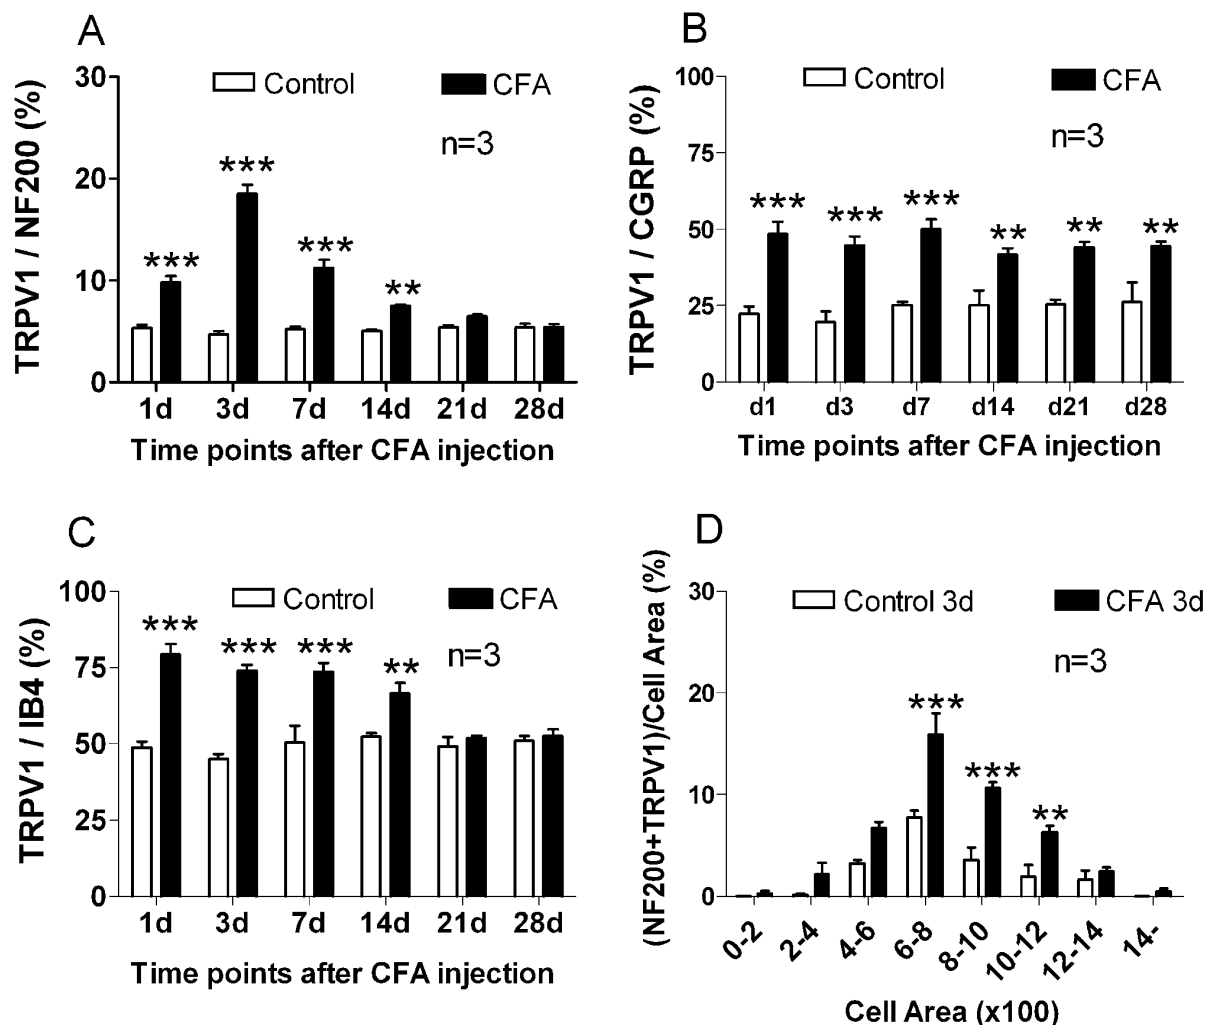 A
TRPV1 / NF200 (%)
Control
CFA
n=3
30
20
10
0
***
***
***
**
1d 3d 7d 14d 21d 28d
Time points after CFA injection
B
TRPV1 / CGRP (%)
Control
CFA
n=3
100
75
50
25
0
***
***
***
**
**
**
d1 d3 d7 d14 d21 d28
Time points after CFA injection
C
TRPV1 / IB4 (%)
Control
CFA
n=3
100
75
50
25
0
***
***
***
**
1d 3d 7d 14d 21d 28d
Time points after CFA injection
D
(NF200+TRPV1)/Cell Area (%)
Control 3d
CFA 3d
n=3
30
20
10
0
***
***
**
0-2 2-4 4-6 6-8 8-10 10-12 12-14 14-
Cell Area (x100)